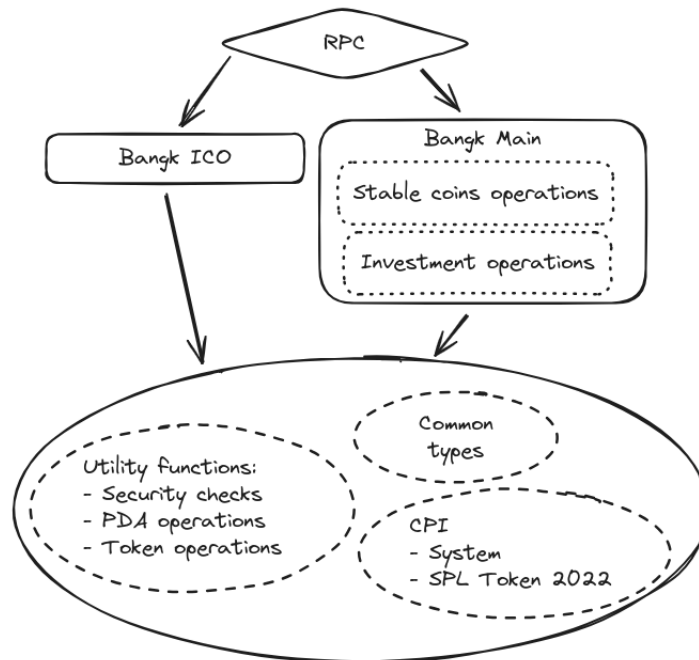 RPC
Bangk ICO
Bangk Main
Stable coins operations
Investment operations
Common
types
Utility functions:
- Security checks
- PDA operations
- Token operations
CPI
- System
- SPL Token 2022